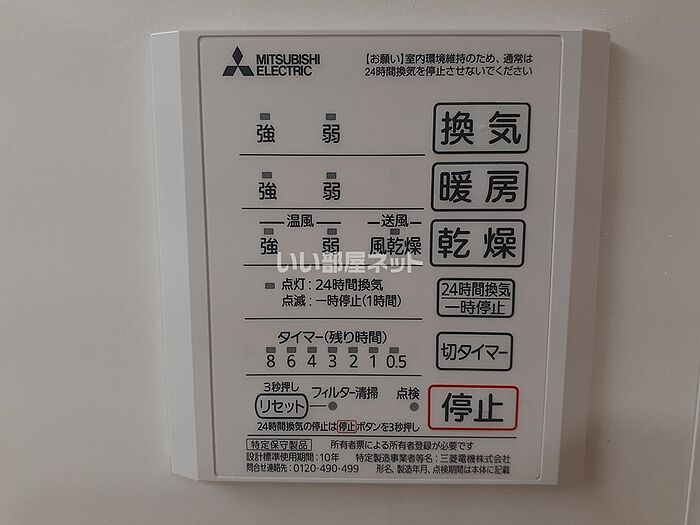 MITSUBISHI
ELECTRIC
【お願い】室内環境維持のため、通常は
24時間換気を停止させないでください
強 弱 換気
強 弱 暖房
温風 送風
強 弱 風乾燥 乾燥
いい部屋ネット
点灯:24時間換気
点滅:一時停止(1時間)
24時間換気
一時停止
タイマー(残り時間)
8 6 4 3 2 1 0.5
切タイマー
3秒押し
リセット フィルター清掃 点検
停止
24時間換気の停止は停止ボタンを3秒押し
特定保守製品 所有者票による所有者登録が必要です
設計標準使用期間:10年 特定製造事業者等名:三菱電機株式会社
問合せ連絡先:0120-490-499 形名、製造年月、点検期間は本体に記載